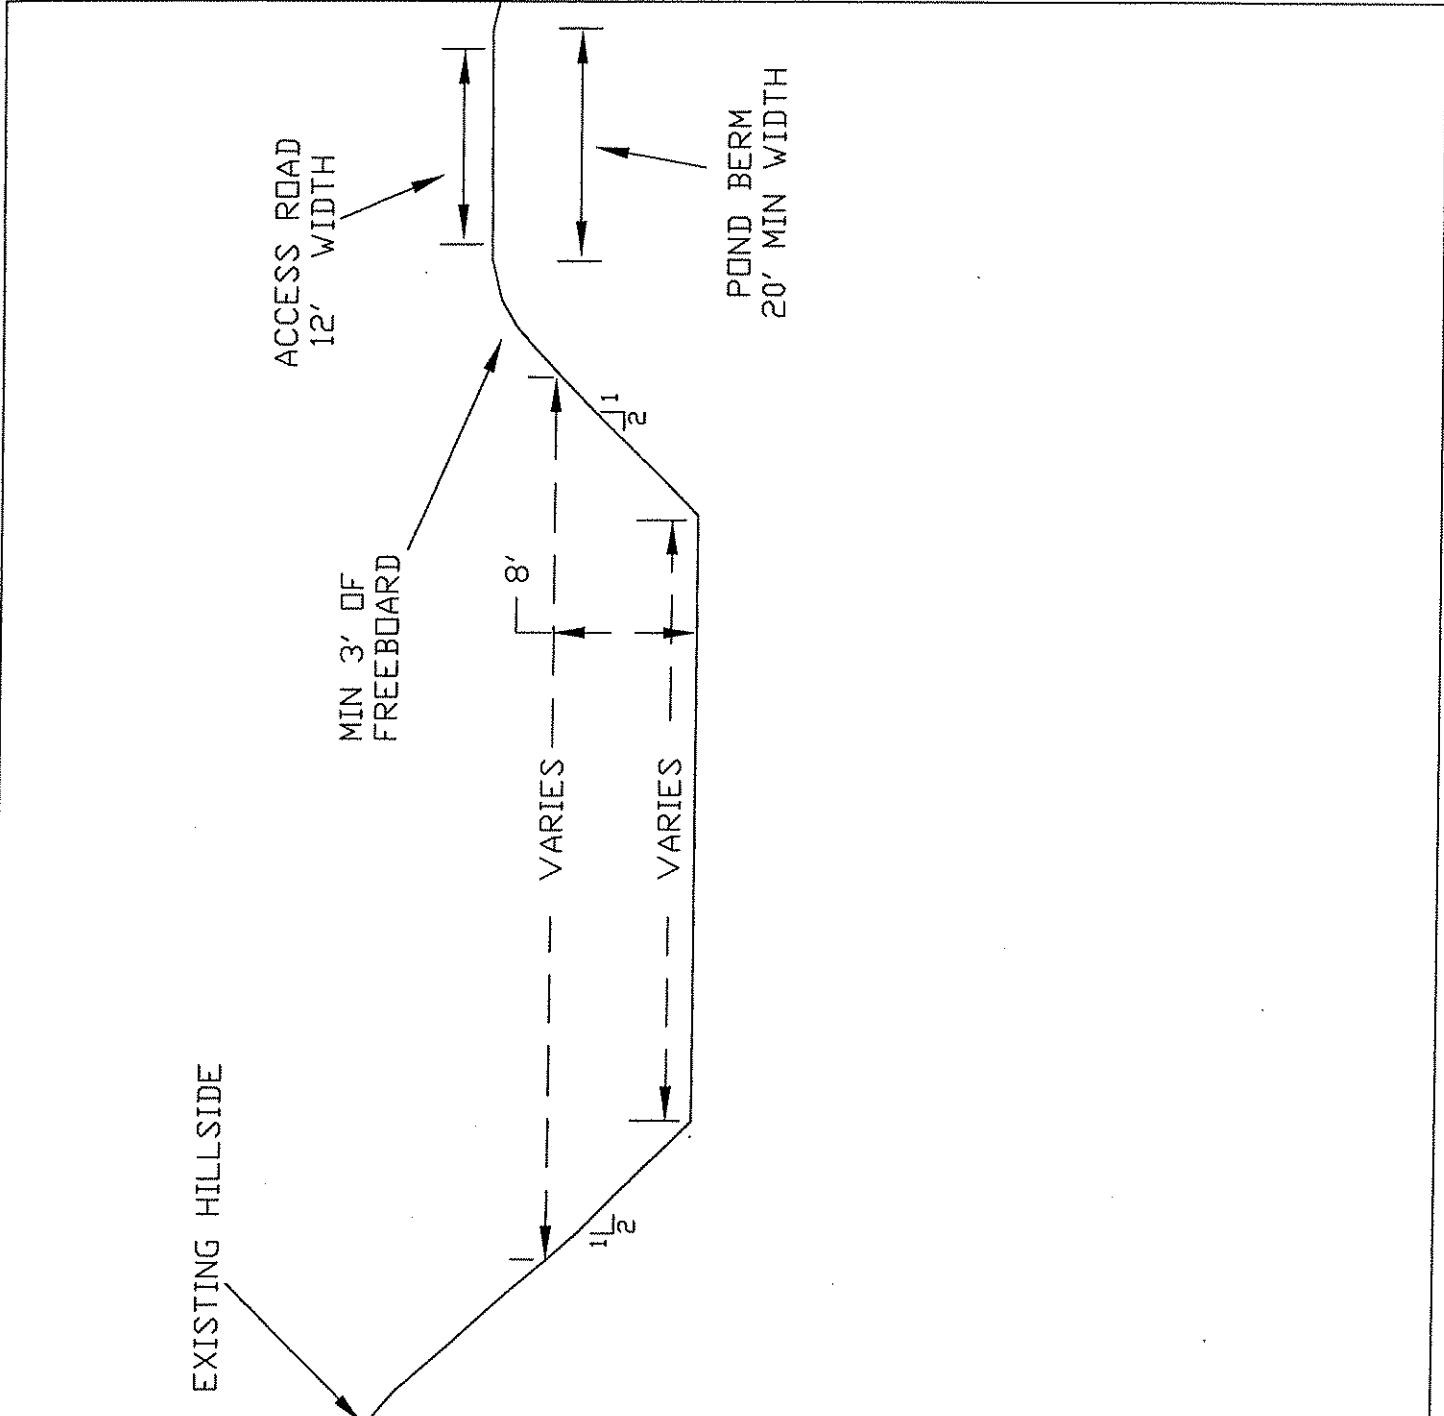 EXISTING HILLSIDE
MIN 3' OF
FREEBOARD
ACCESS ROAD
12' WIDTH
8'
VARIES
VARIES
1
2
1
2
POND BERM
20' MIN WIDTH